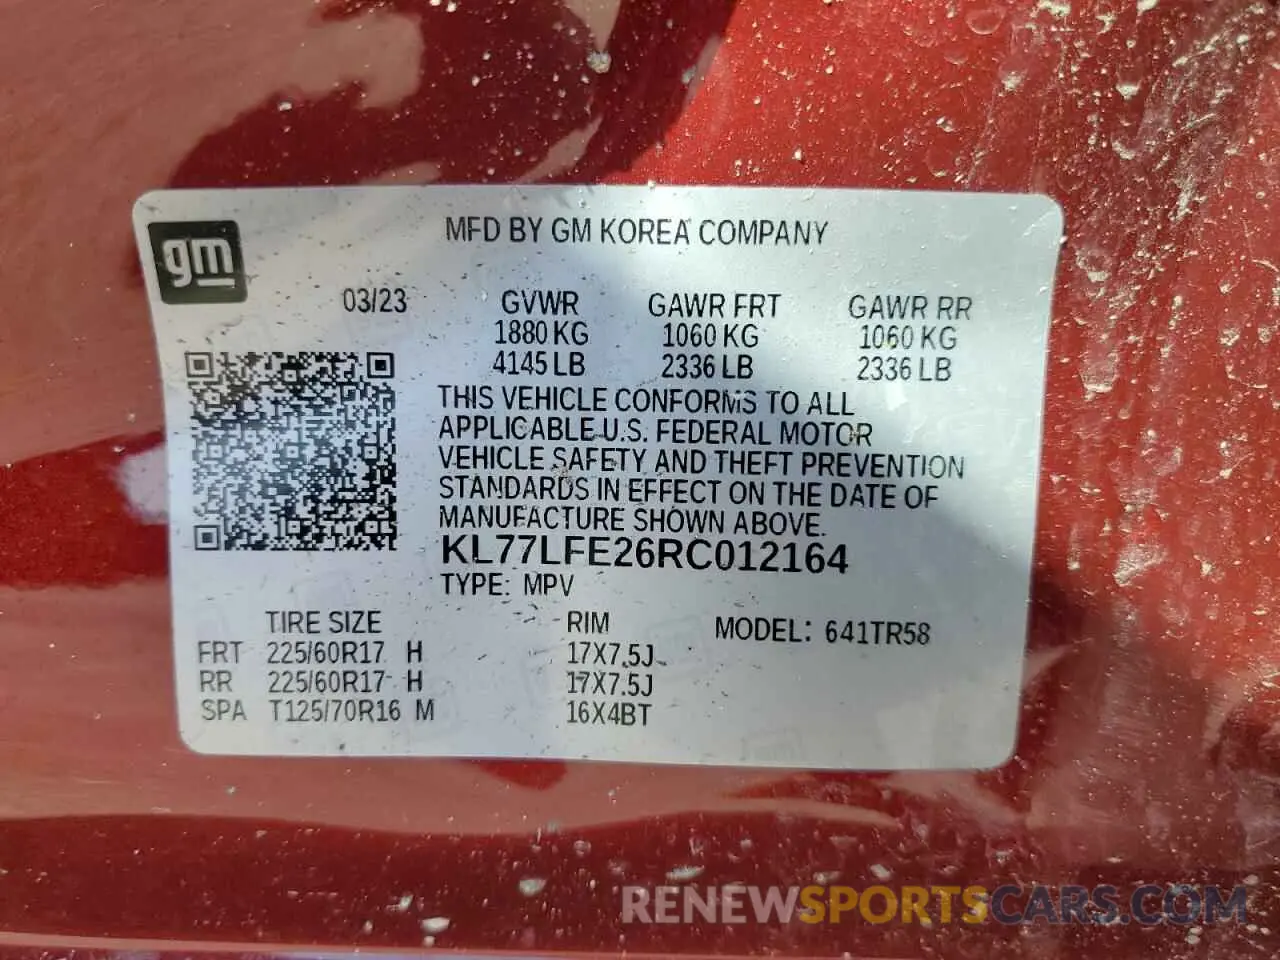 gm
MFD BY GM KOREA COMPANY
03/23 GVWR GAWR FRT GAWR RR
1880 KG 1060 KG 1060 KG
4145 LB 2336 LB 2336 LB
THIS VEHICLE CONFORMS TO ALL
APPLICABLE U.S. FEDERAL MOTOR
VEHICLE SAFETY AND THEFT PREVENTION
STANDARDS IN EFFECT ON THE DATE OF
MANUFACTURE SHOWN ABOVE.
KL77LFE26RC012164
TYPE: MPV
TIRE SIZE RIM MODEL: 641TR58
FRT 225/60R17 H 17X7.5J
RR 225/60R17 H 17X7.5J
SPA T125/70R16 M 16X4BT
RENEWSPORTSCARS.COM